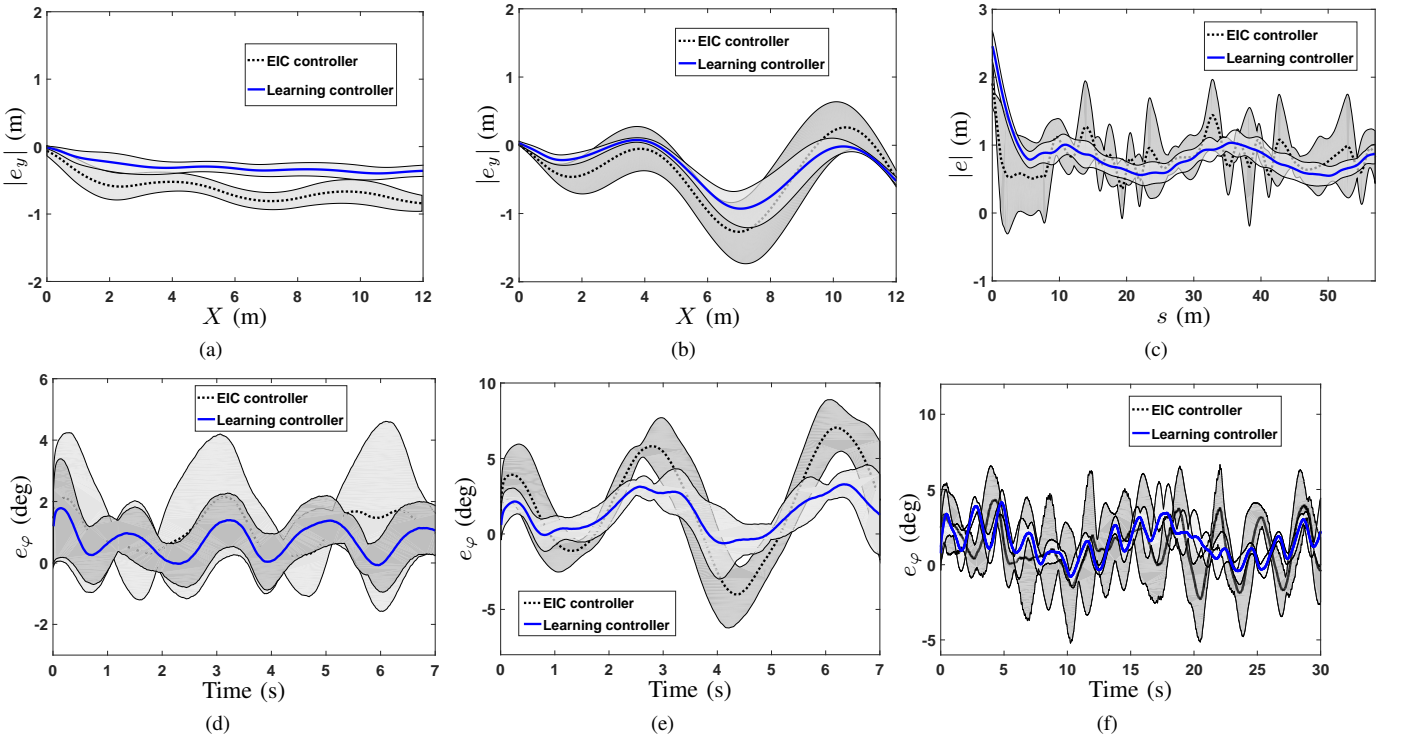 2
1
0
-1
-2
|e_y| (m)
EIC controller
Learning controller
0 2 4 6 8 10 12
X (m)
(a)
2
1
0
-1
-2
|e_y| (m)
EIC controller
Learning controller
0 2 4 6 8 10 12
X (m)
(b)
3
2
1
0
-1
|e| (m)
EIC controller
Learning controller
0 10 20 30 40 50
s (m)
(c)
6
4
2
0
-2
e_φ (deg)
EIC controller
Learning controller
0 1 2 3 4 5 6 7
Time (s)
(d)
10
5
0
-5
e_φ (deg)
EIC controller
Learning controller
0 1 2 3 4 5 6 7
Time (s)
(e)
10
5
0
-5
e_φ (deg)
EIC controller
Learning controller
0 5 10 15 20 25 30
Time (s)
(f)